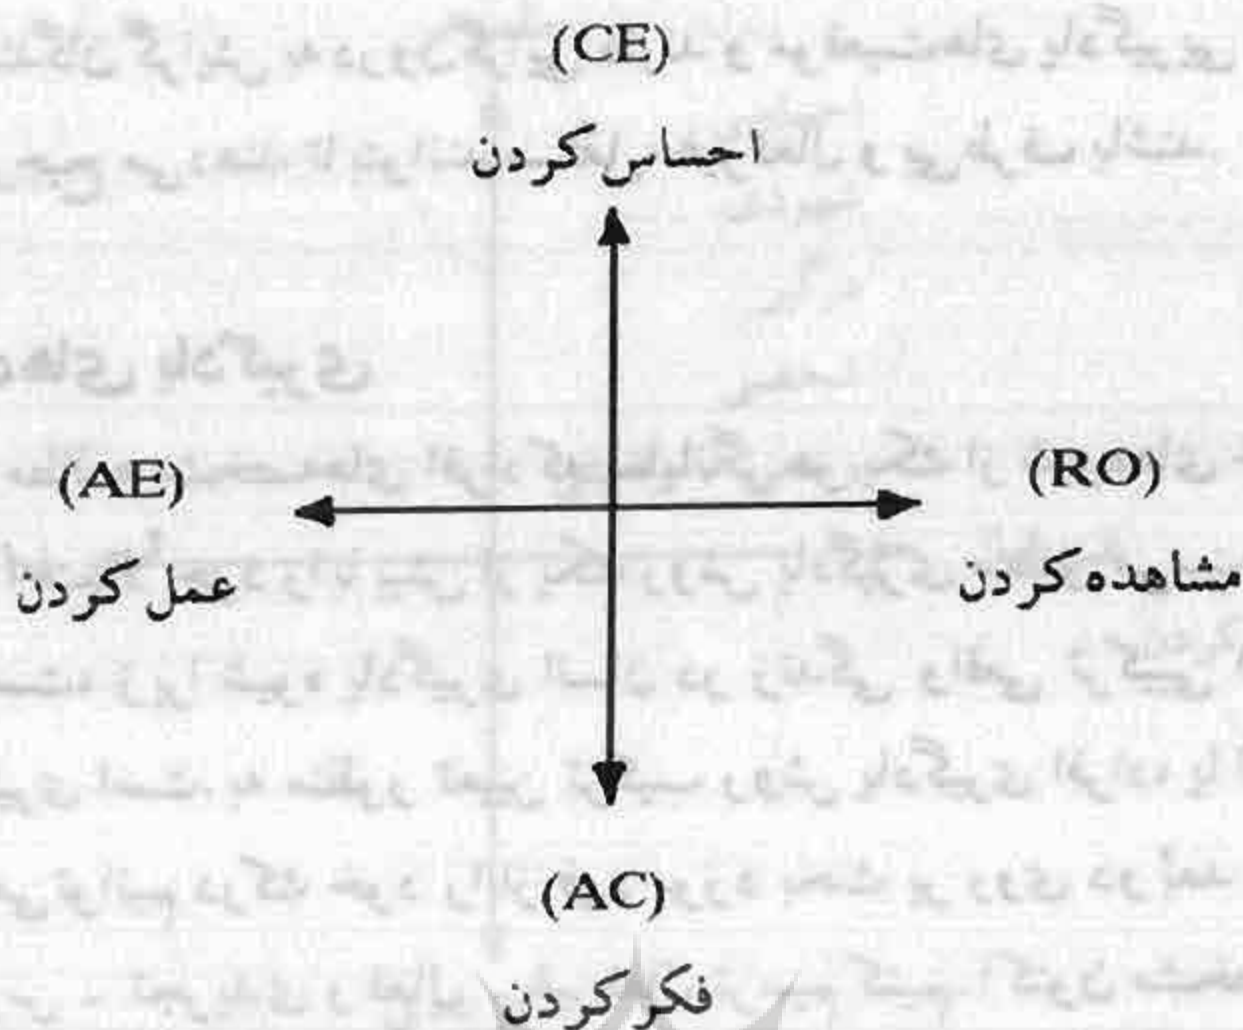 (CE)
احساس کردن
(AE)
(RO)
عمل کردن
مشاهده کردن
(AC)
فکر کردن